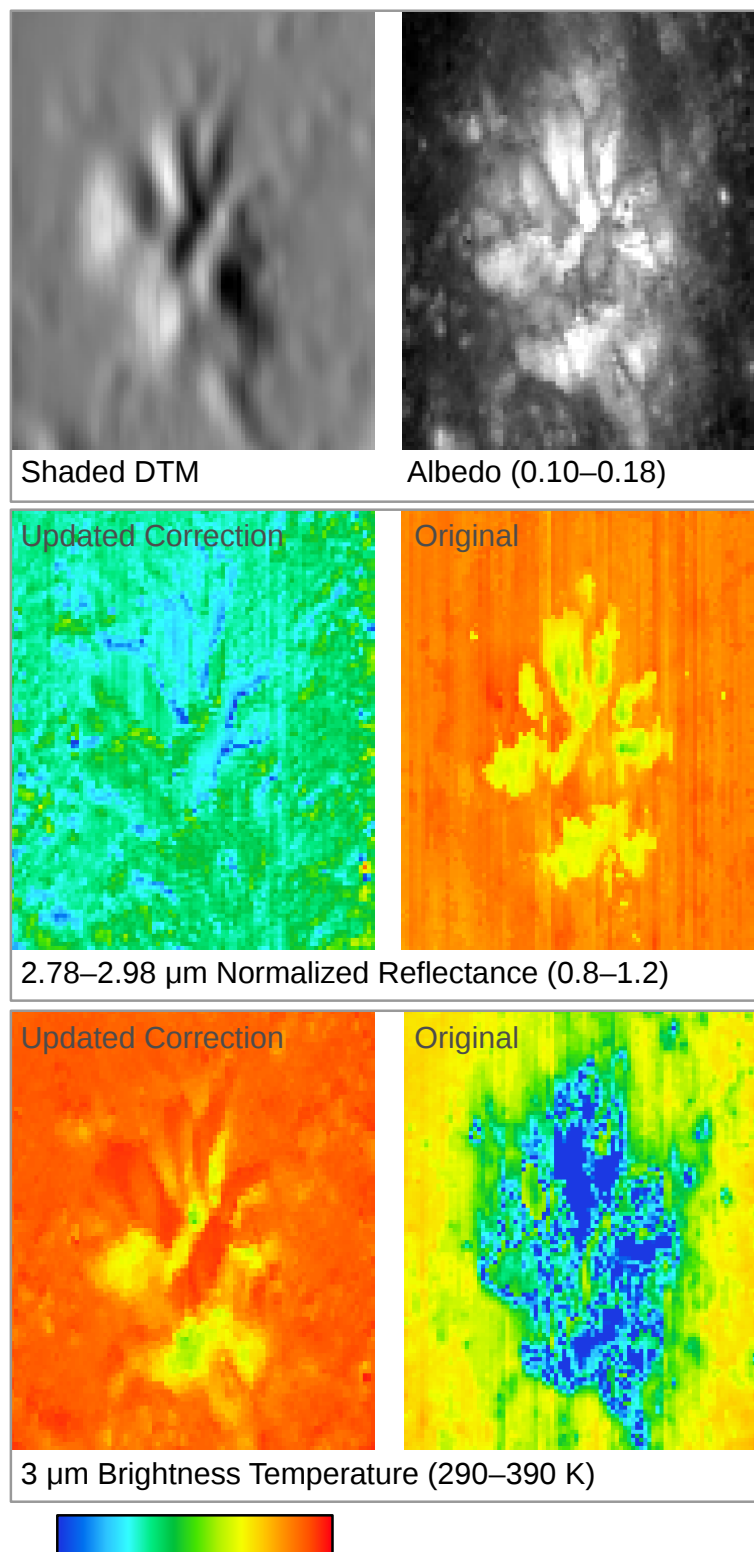 Shaded DTM
Albedo (0.10–0.18)
Updated Correction
Original
2.78–2.98 μm Normalized Reflectance (0.8–1.2)
Updated Correction
Original
3 μm Brightness Temperature (290–390 K)